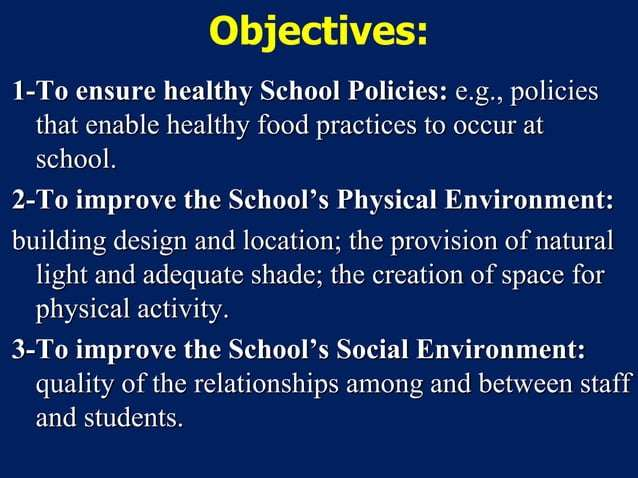 Objectives:
1-To ensure healthy School Policies: e.g., policies
that enable healthy food practices to occur at
school.
2-To improve the School’s Physical Environment:
building design and location; the provision of natural
light and adequate shade; the creation of space for
physical activity.
3-To improve the School’s Social Environment:
quality of the relationships among and between staff
and students.